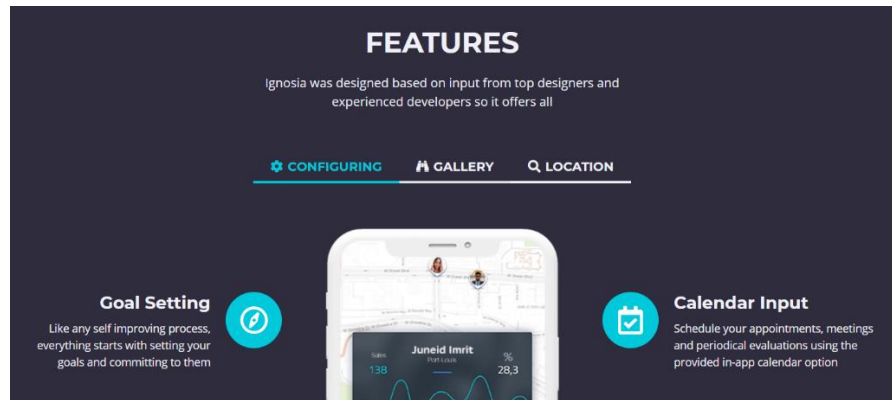 FEATURES
Ignosia was designed based on input from top designers and
experienced developers so it offers all
CONFIGURING
GALLERY
LOCATION
Goal Setting
Like any self improving process,
everything starts with setting your
goals and committing to them
Sales
138
Juneid Imrit
Port Louis
%
28,3
Calendar Input
Schedule your appointments, meetings
and periodical evaluations using the
provided in-app calendar option